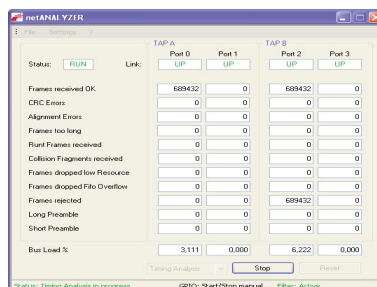 netANALYZER
File Settings ?
TAP A TAP B
Port 0 Port 1 Port 2 Port 3
Status: RUN Link: UP UP UP UP
Frames received OK 689432 0 689432 0
CRC Errors 0 0 0 0
Alignment Errors 0 0 0 0
Frames too long 0 0 0 0
Runt Frames received 0 0 0 0
Collision Fragments received 0 0 0 0
Frames dropped low Resource 0 0 0 0
Frames dropped Fifo Overflow 0 0 0 0
Frames rejected 0 0 689432 0
Long Preamble 0 0 0 0
Short Preamble 0 0 0 0
Bus Load % 3,111 0,000 6,222 0,000
Timing Analysis Stop Reset
Status: Timing Analysis in progress GPIO: Start/Stop manual Filter: Active